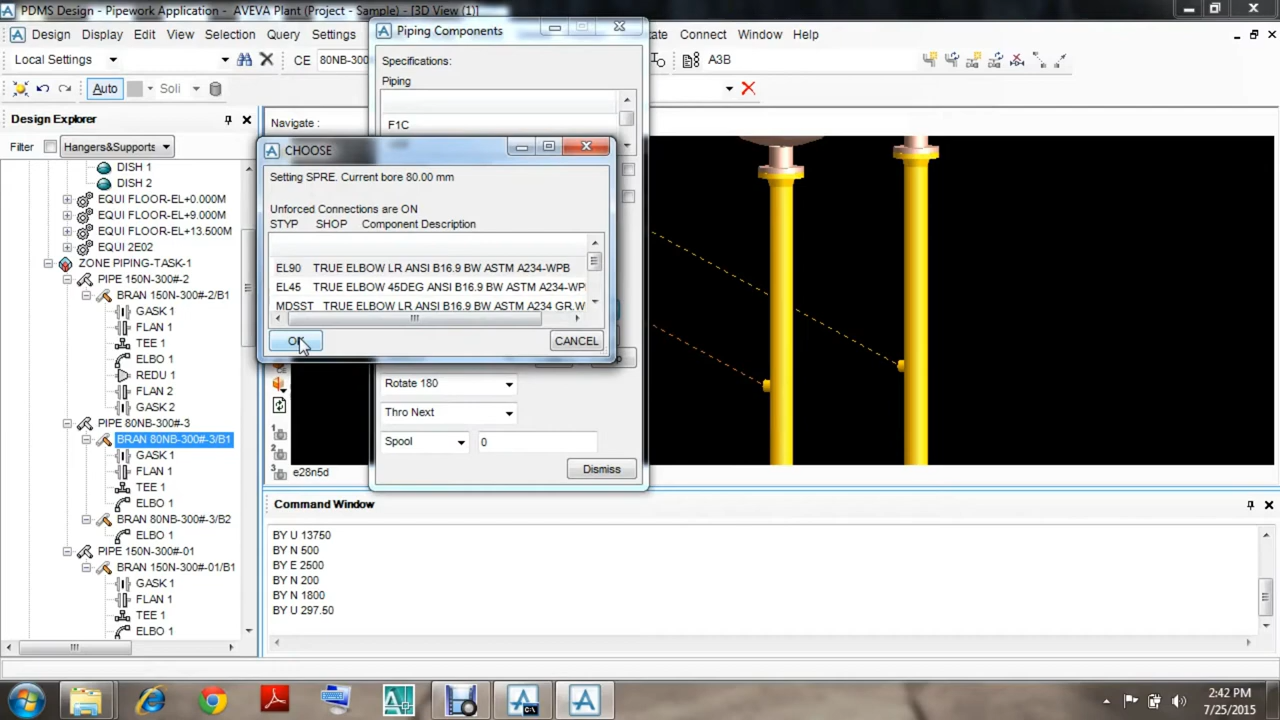 PDMS Design - Pipework Application - AVEVA Plant (Project - Sample) - [3D View (1)]
Design Display Edit View Selection Query Settings Connect Window Help
Local Settings CE 80NB-300 A3B
Auto Soli
Design Explorer
Filter Hangers&Supports
DISH 1
DISH 2
EQUI FLOOR-EL+0.000M
EQUI FLOOR-EL+9.000M
EQUI FLOOR-EL+13.500M
EQUI 2E02
ZONE PIPING-TASK-1
PIPE 150N-300#-2
BRAN 150N-300#-2/B1
GASK 1
FLAN 1
TEE 1
ELBO 1
REDU 1
FLAN 2
GASK 2
PIPE 80NB-300#-3
BRAN 80NB-300#-3/B1
GASK 1
FLAN 1
TEE 1
ELBO 1
BRAN 80NB-300#-3/B2
ELBO 1
PIPE 150N-300#-01
BRAN 150N-300#-01/B1
GASK 1
FLAN 1
TEE 1
ELBO 1
Navigate :
Piping Components
Specifications:
Piping
F1C
CHOOSE
Setting SPRE. Current bore 80.00 mm
Unforced Connections are ON
STYP SHOP Component Description
EL90 TRUE ELBOW LR ANSI B16.9 BW ASTM A234-WPB
EL45 TRUE ELBOW 45DEG ANSI B16.9 BW ASTM A234-WP
MDSST TRUE ELBOW LR ANSI B16.9 BW ASTM A234 GR.W
CANCEL
Rotate 180
Thro Next
Spool 0
Dismiss
1
2
3 e28n5d
Command Window
BY U 13750
BY N 500
BY E 2500
BY N 200
BY N 1800
BY U 297.50
2:42 PM
7/25/2015